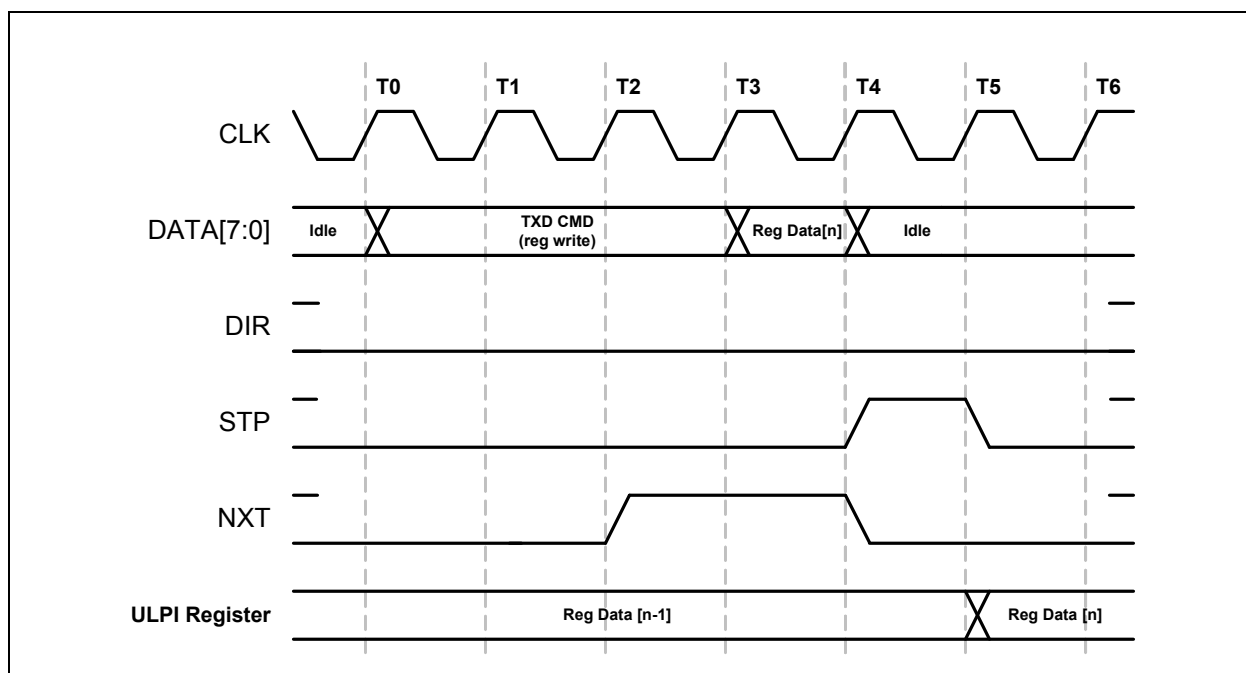 T0 T1 T2 T3 T4 T5 T6
CLK
DATA[7:0]
Idle
TXD CMD
(reg write)
Reg Data[n]
Idle
DIR
STP
NXT
ULPI Register
Reg Data [n-1]
Reg Data [n]